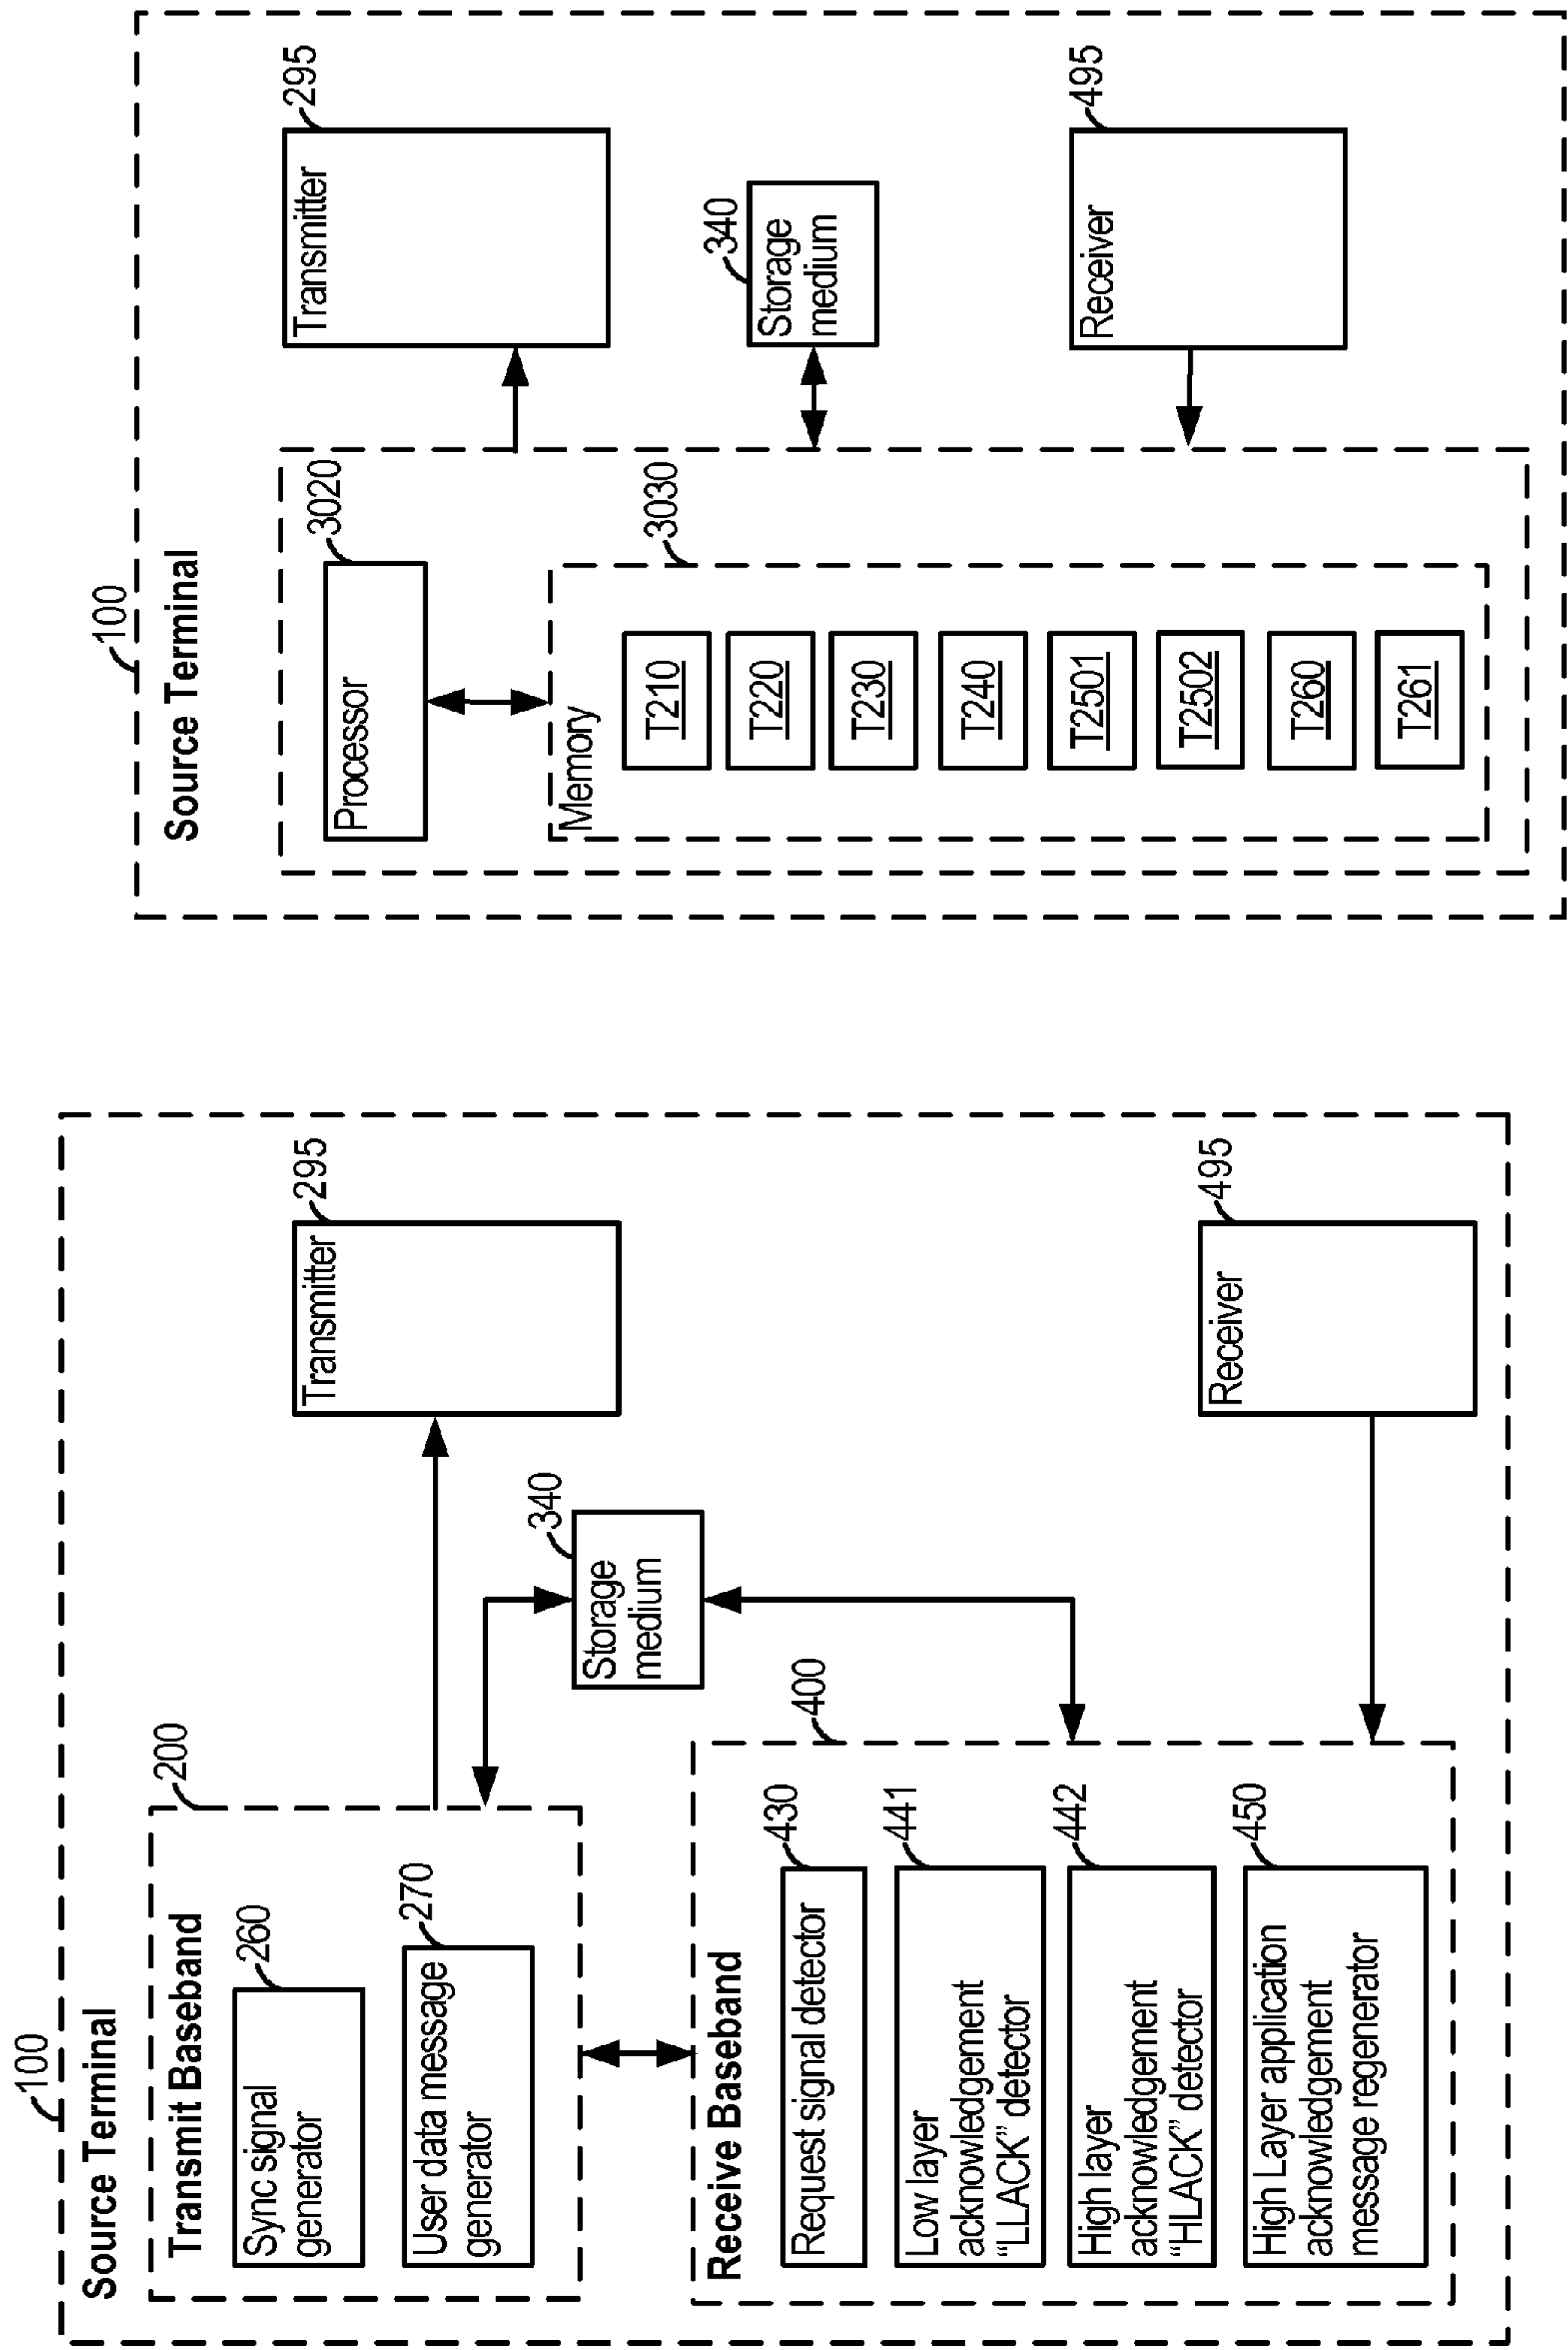 100
Source Terminal
Transmit Baseband
200
Sync signal
generator
260
User data message
generator
270
Transmitter
295
Storage
medium
340
Receive Baseband
400
Request signal detector
430
Low layer
acknowledgement
“LLACK” detector
441
High layer
acknowledgement
“HLACK” detector
442
High Layer application
acknowledgement
message regenerator
450
Receiver
495
100
Source Terminal
Processor
3020
Memory
3030
T210
T220
T230
T240
T2501
T2502
T260
T261
Transmitter
295
Storage
medium
340
Receiver
495